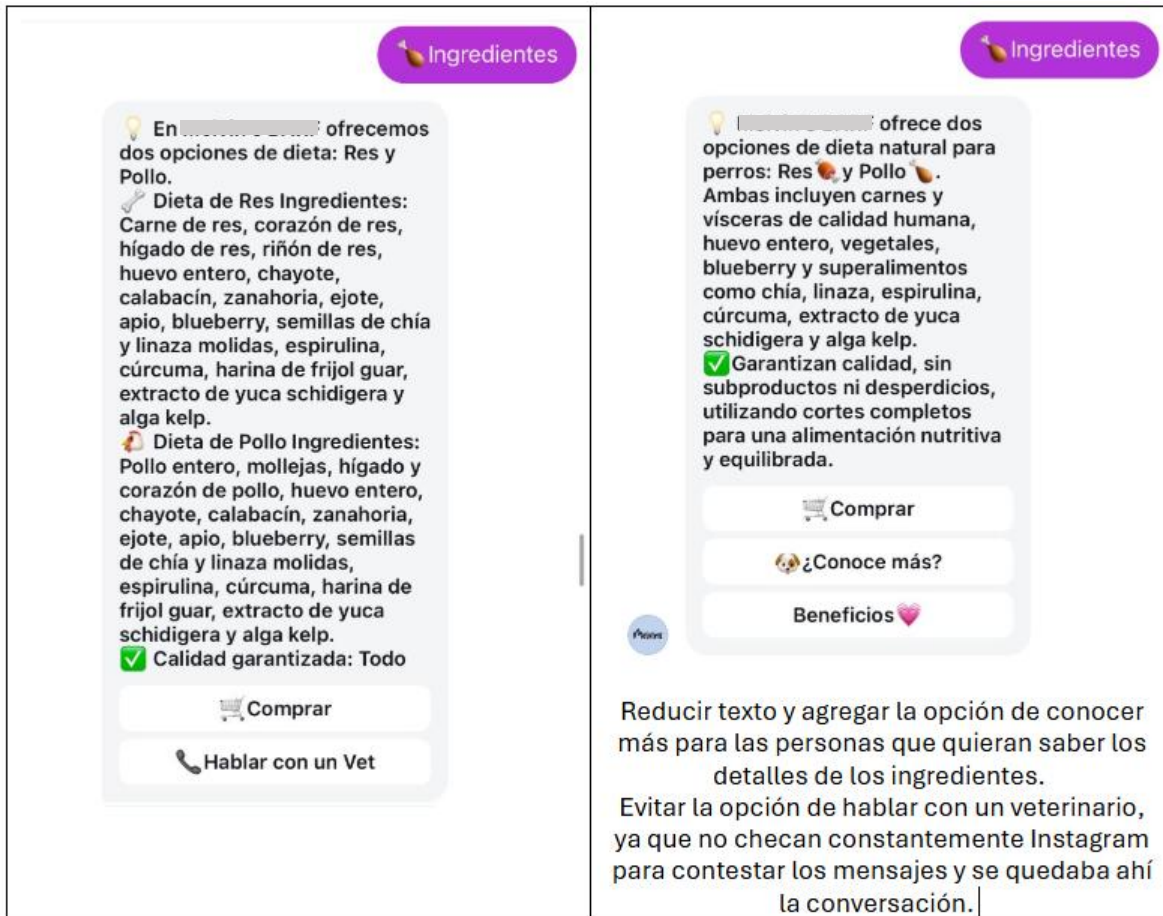 Ingredientes
En ofrecemos
dos opciones de dieta: Res y
Pollo.
Dieta de Res Ingredientes:
Carne de res, corazón de res,
hígado de res, riñón de res,
huevo entero, chayote,
calabacín, zanahoria, ejote,
apio, blueberry, semillas de chía
y linaza molidas, espirulina,
cúrcuma, harina de frijol guar,
extracto de yuca schidigera y
alga kelp.
Dieta de Pollo Ingredientes:
Pollo entero, mollejas, hígado y
corazón de pollo, huevo entero,
chayote, calabacín, zanahoria,
ejote, apio, blueberry, semillas
de chía y linaza molidas,
espirulina, cúrcuma, harina de
frijol guar, extracto de yuca
schidigera y alga kelp.
✅ Calidad garantizada: Todo
🛒Comprar
📞Hablar con un Vet
🍗Ingredientes
💡 ofrece dos
opciones de dieta natural para
perros: Res🍖 y Pollo🍗.
Ambas incluyen carnes y
vísceras de calidad humana,
huevo entero, vegetales,
blueberry y superalimentos
como chía, linaza, espirulina,
cúrcuma, extracto de yuca
schidigera y alga kelp.
✅Garantizan calidad, sin
subproductos ni desperdicios,
utilizando cortes completos
para una alimentación nutritiva
y equilibrada.
🛒Comprar
🐶¿Conoce más?
Beneficios💗
Reducir texto y agregar la opción de conocer
más para las personas que quieran saber los
detalles de los ingredientes.
Evitar la opción de hablar con un veterinario,
ya que no checan constantemente Instagram
para contestar los mensajes y se quedaba ahí
la conversación.